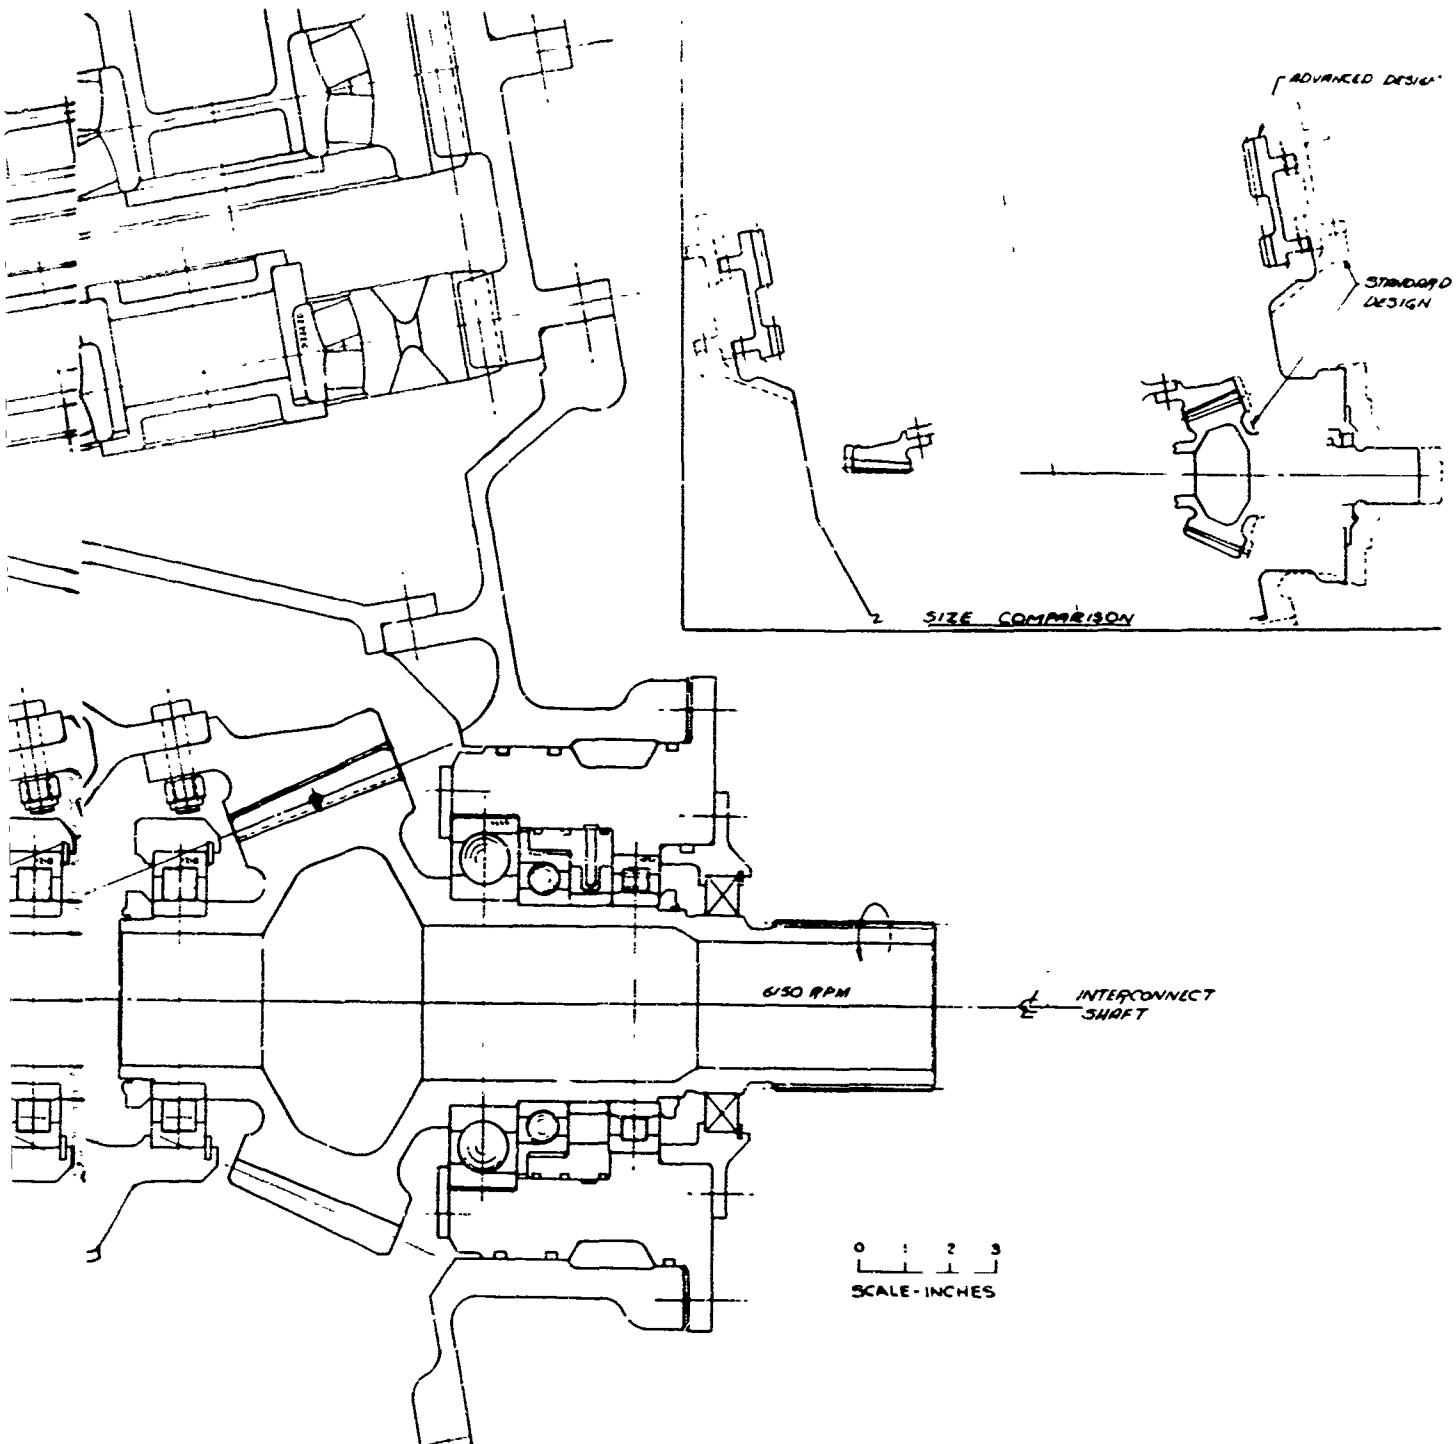 ADVANCED DESIGN
STANDARD
DESIGN
SIZE COMPARISON
6150 RPM
℄ INTERCONNECT
SHAFT
0 1 2 3
SCALE-INCHES